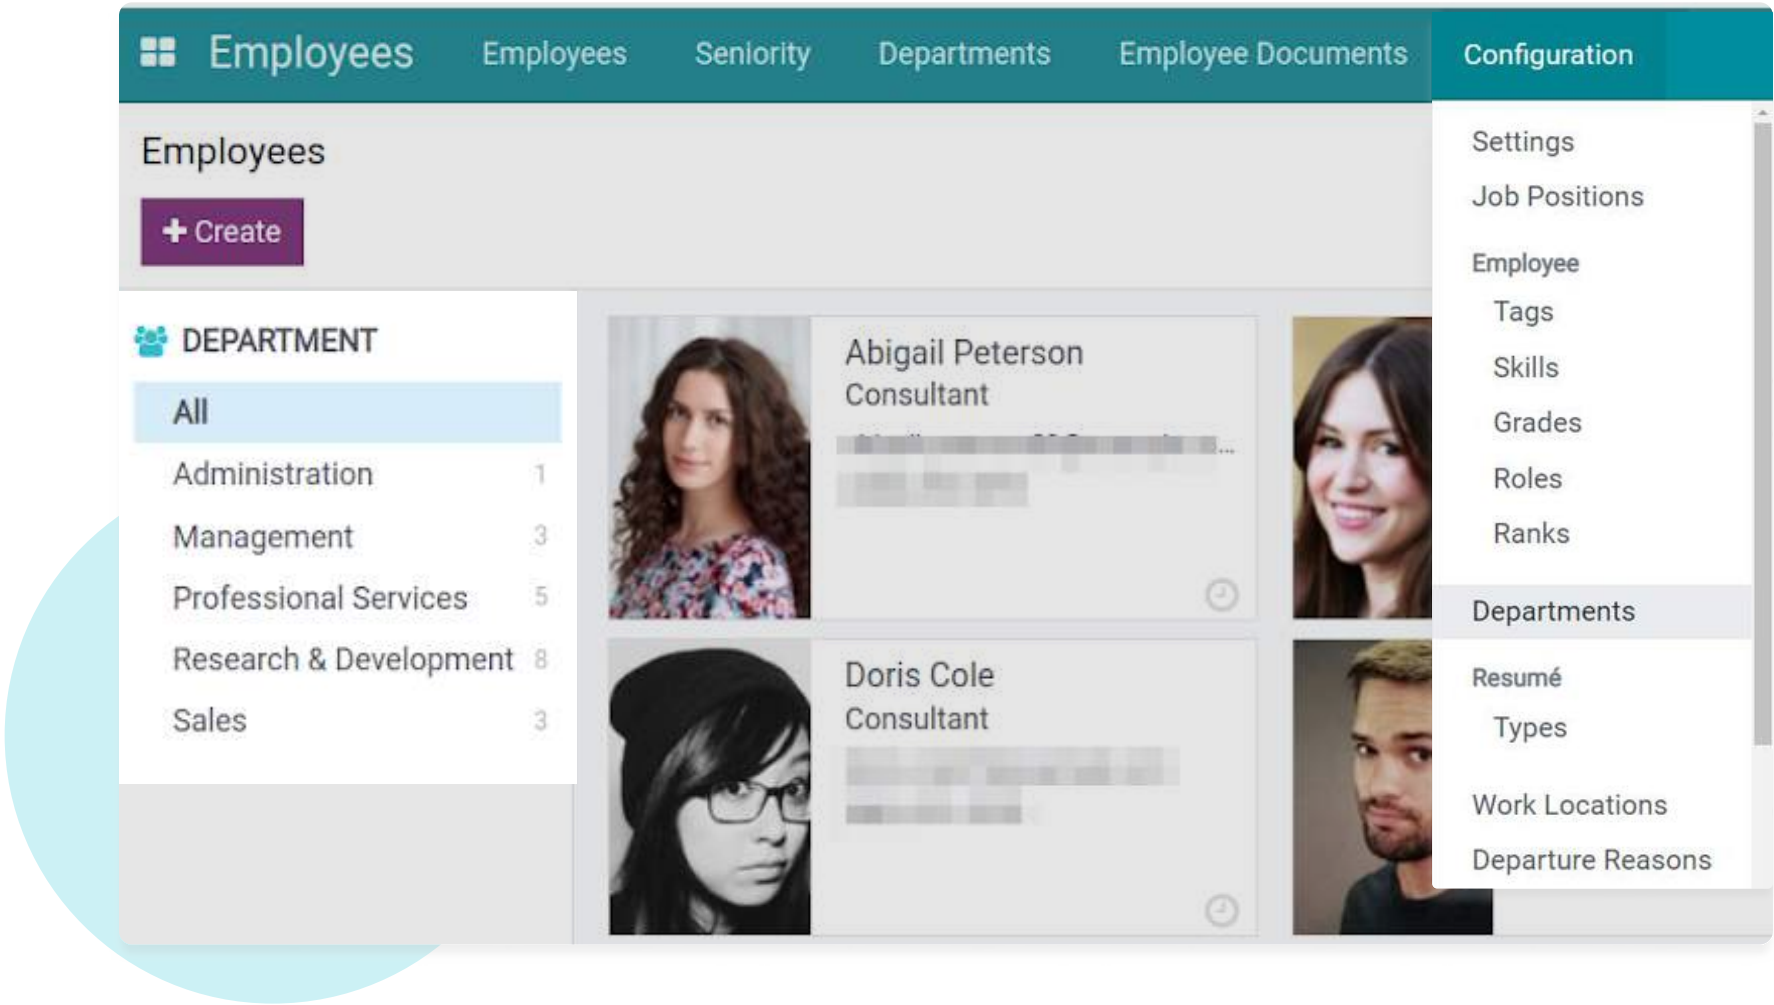 Employees Employees Seniority Departments Employee Documents Configuration
Employees
+ Create
DEPARTMENT
All
Administration 1
Management 3
Professional Services 5
Research & Development 8
Sales 3
Abigail Peterson
Consultant
Doris Cole
Consultant
Settings
Job Positions
Employee
Tags
Skills
Grades
Roles
Ranks
Departments
Resumé
Types
Work Locations
Departure Reasons